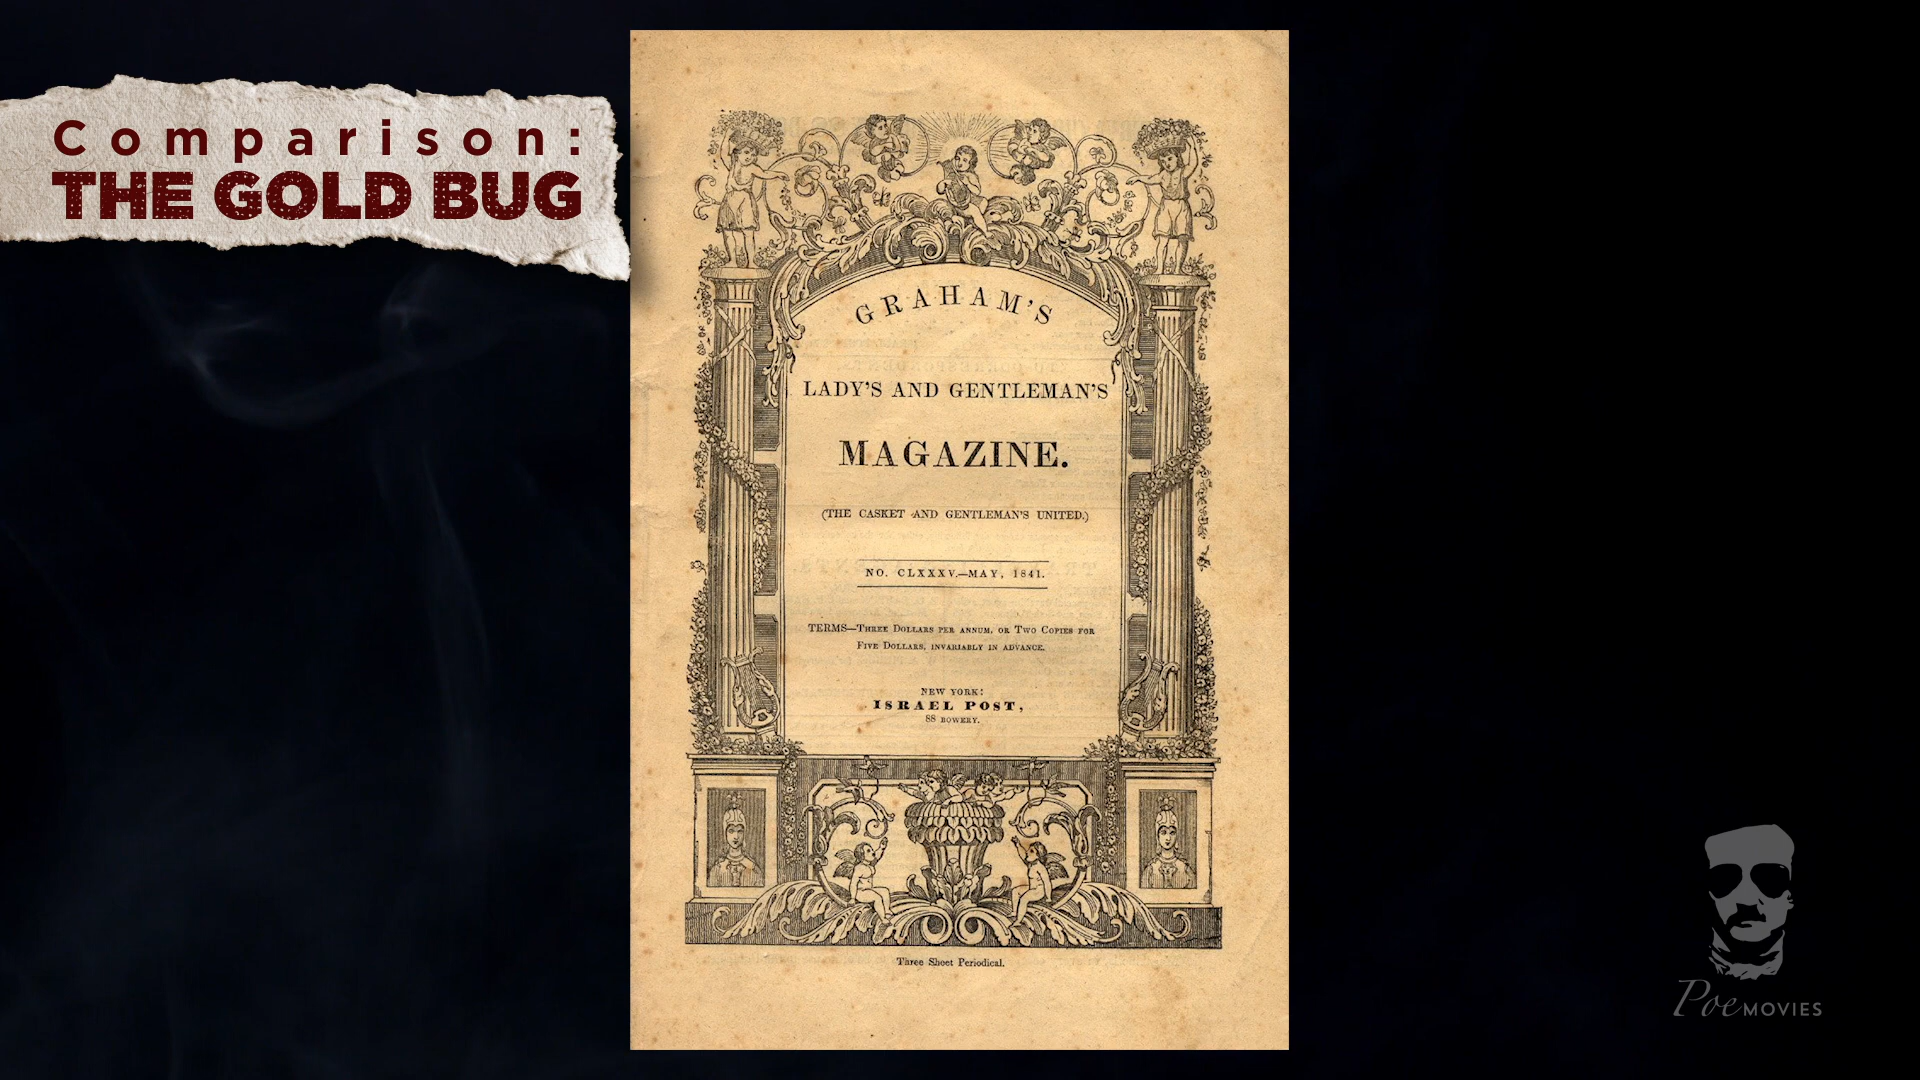 Comparison:
THE GOLD BUG
GRAHAM'S
LADY'S AND GENTLEMAN'S
MAGAZINE.
(THE CASKET AND GENTLEMAN'S UNITED.)
NO. CLXXXV.—MAY, 1841.
TERMS—THREE DOLLARS PER ANNUM, OR TWO COPIES FOR
FIVE DOLLARS, INVARIABLY IN ADVANCE.
NEW YORK:
ISRAEL POST,
88 BOWERY.
Three Sheet Periodical.
PoeMOVIES